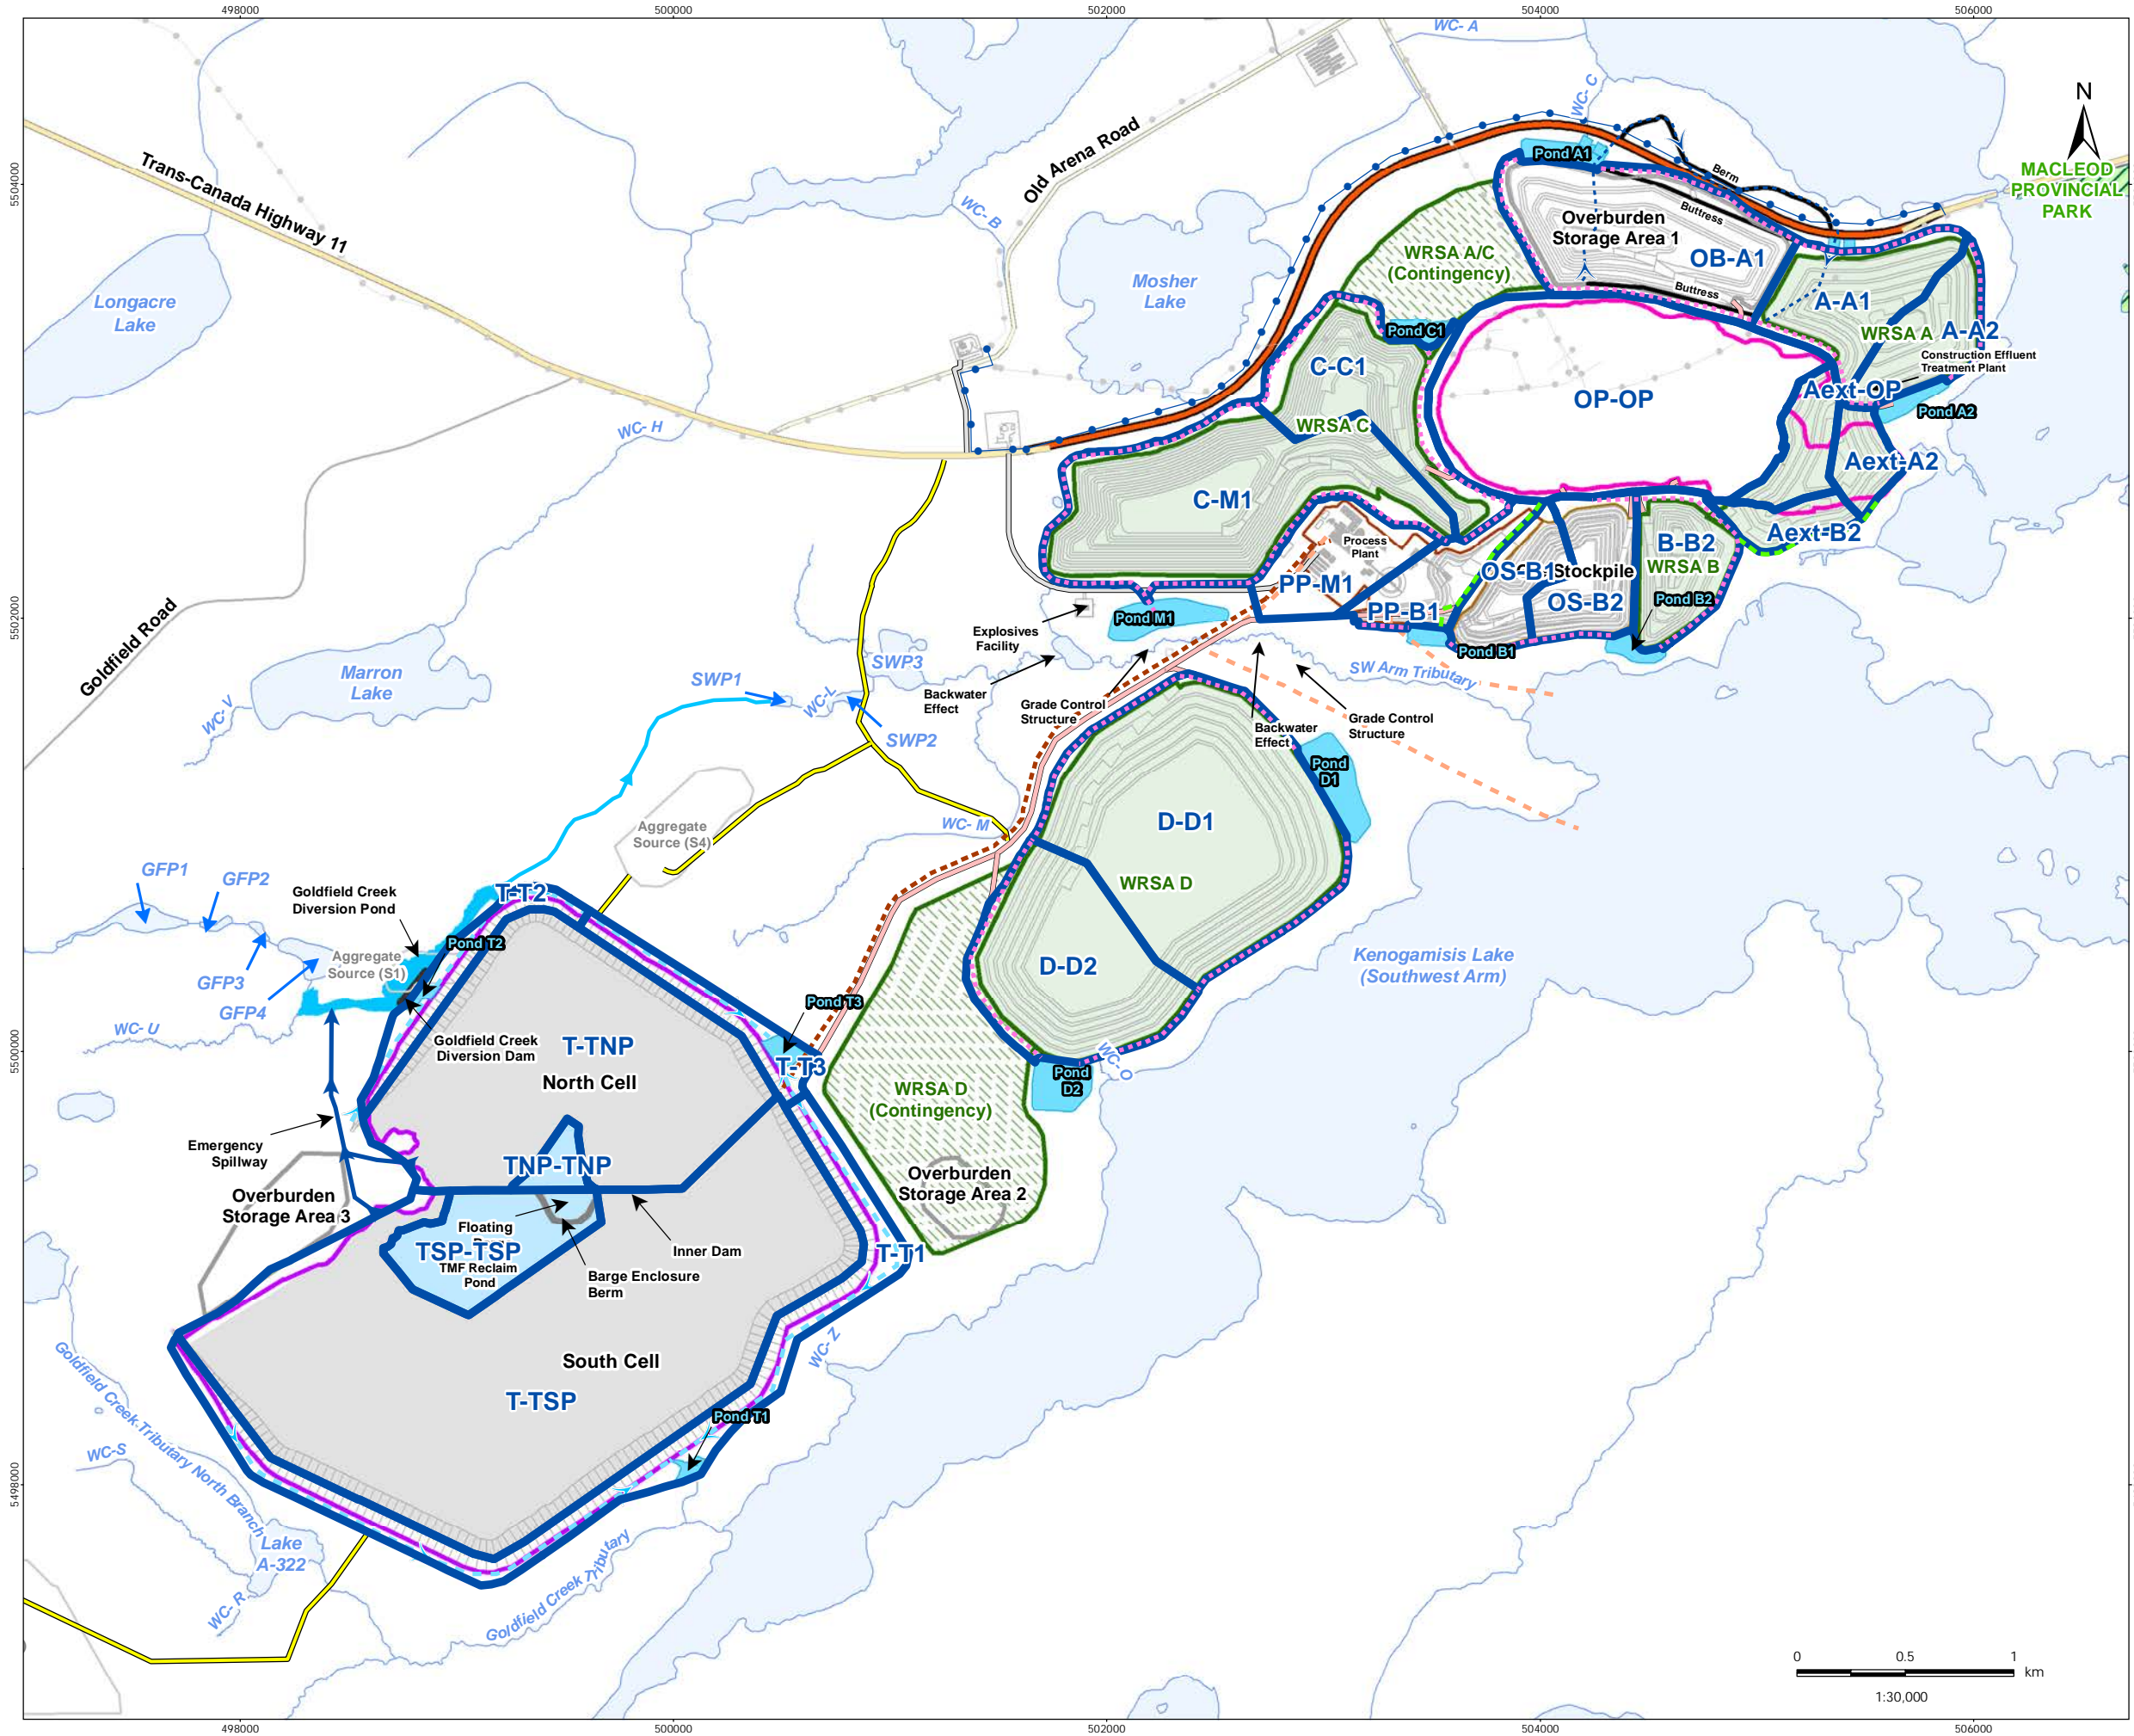 498000
500000
502000
504000
506000
WC- A
WC- C
N
MACLEOD
PROVINCIAL
PARK
5504000
Trans-Canada Highway 11
Old Arena Road
WC- B
Pond A1
Berm
Buttress
Overburden
Storage Area 1
OB-A1
WRSA A/C
(Contingency)
Mosher
Lake
Longacre
Lake
Buttress
A-A1
WRSA A
A-A2
Construction Effluent
Treatment Plant
Pond C1
C-C1
OP-OP
Aext-OP
Pond A2
WRSA C
WC- H
Aext-A2
C-M1
Aext-B2
Process
Plant
B-B2
WRSA B
OS-B1
Stockpile
PP-M1
OS-B2
Pond B2
PP-B1
Pond M1
5502000
Goldfield Road
Explosives
Facility
Pond B1
SWP3
Marron
Lake
SWP1
WC-L
SW Arm Tributary
Backwater
Effect
Grade Control
Structure
WC- V
SWP2
Backwater
Effect
Grade Control
Structure
Pond
D1
D-D1
Aggregate
Source (S4)
WC- M
GFP1
GFP2
Goldfield Creek
Diversion Pond
T-T2
WRSA D
Pond T2
Aggregate
Source (S1)
Kenogamisis Lake
(Southwest Arm)
D-D2
GFP3
GFP4
Pond T3
WC- U
Goldfield Creek
Diversion Dam
T-TNP
North Cell
5500000
T-T3
WC- O
Pond
D2
WRSA D
(Contingency)
Emergency
Spillway
TNP-TNP
Overburden
Storage Area 2
Overburden
Storage Area 3
Floating
TSP-TSP
TMF Reclaim
Pond
Inner Dam
T-T1
Barge Enclosure
Berm
WC- Z
South Cell
T-TSP
Goldfield Creek Tributary North Branch
Pond T1
WC-S
5498000
Lake
A-322
WC- R
Goldfield Creek Tributary
0
0.5
1
km
1:30,000
498000
500000
502000
504000
506000